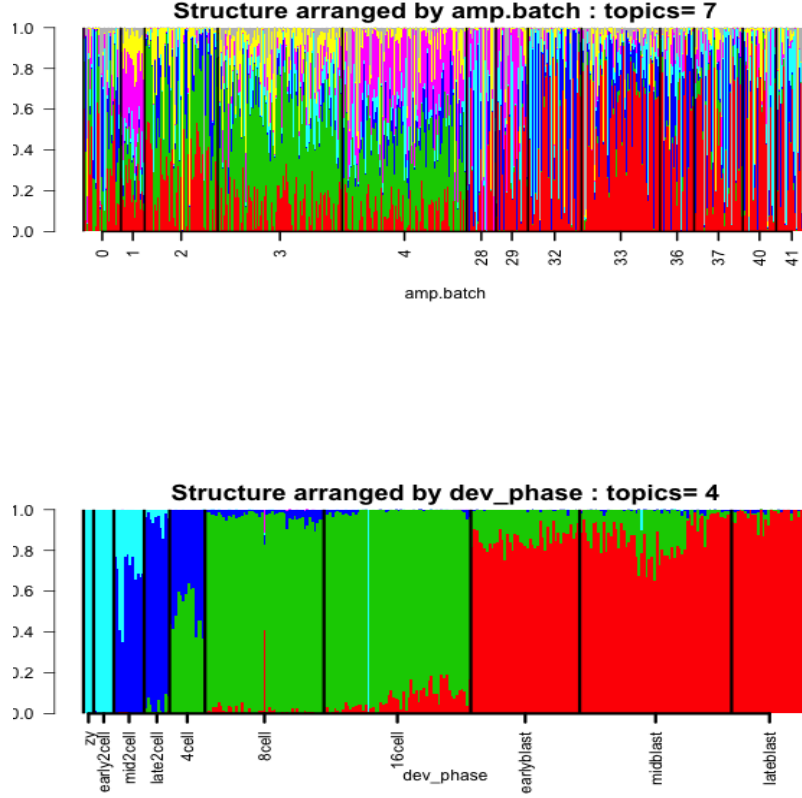 Structure arranged by amp.batch : topics= 7
1.0
0.8
0.6
0.4
0.2
0.0
0 1 2 3 4 28 29 32 33 36 37 40 41
amp.batch
Structure arranged by dev_phase : topics= 4
1.0
0.8
0.6
0.4
0.2
0.0
zy early2cell mid2cell late2cell 4cell 8cell 16cell earlyblast midblast lateblast
dev_phase